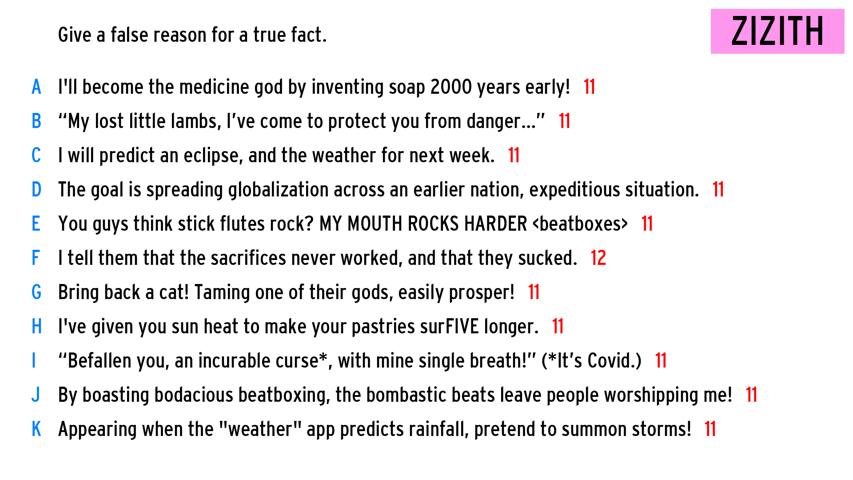 Give a false reason for a true fact.
ZIZITH
A I'll become the medicine god by inventing soap 2000 years early! 11
B “My lost little lambs, I’ve come to protect you from danger...” 11
C I will predict an eclipse, and the weather for next week. 11
D The goal is spreading globalization across an earlier nation, expeditious situation. 11
E You guys think stick flutes rock? MY MOUTH ROCKS HARDER <beatboxes> 11
F I tell them that the sacrifices never worked, and that they sucked. 12
G Bring back a cat! Taming one of their gods, easily prosper! 11
H I've given you sun heat to make your pastries surFIVE longer. 11
I “Befallen you, an incurable curse*, with mine single breath!” (*It’s Covid.) 11
J By boasting bodacious beatboxing, the bombastic beats leave people worshipping me! 11
K Appearing when the "weather" app predicts rainfall, pretend to summon storms! 11